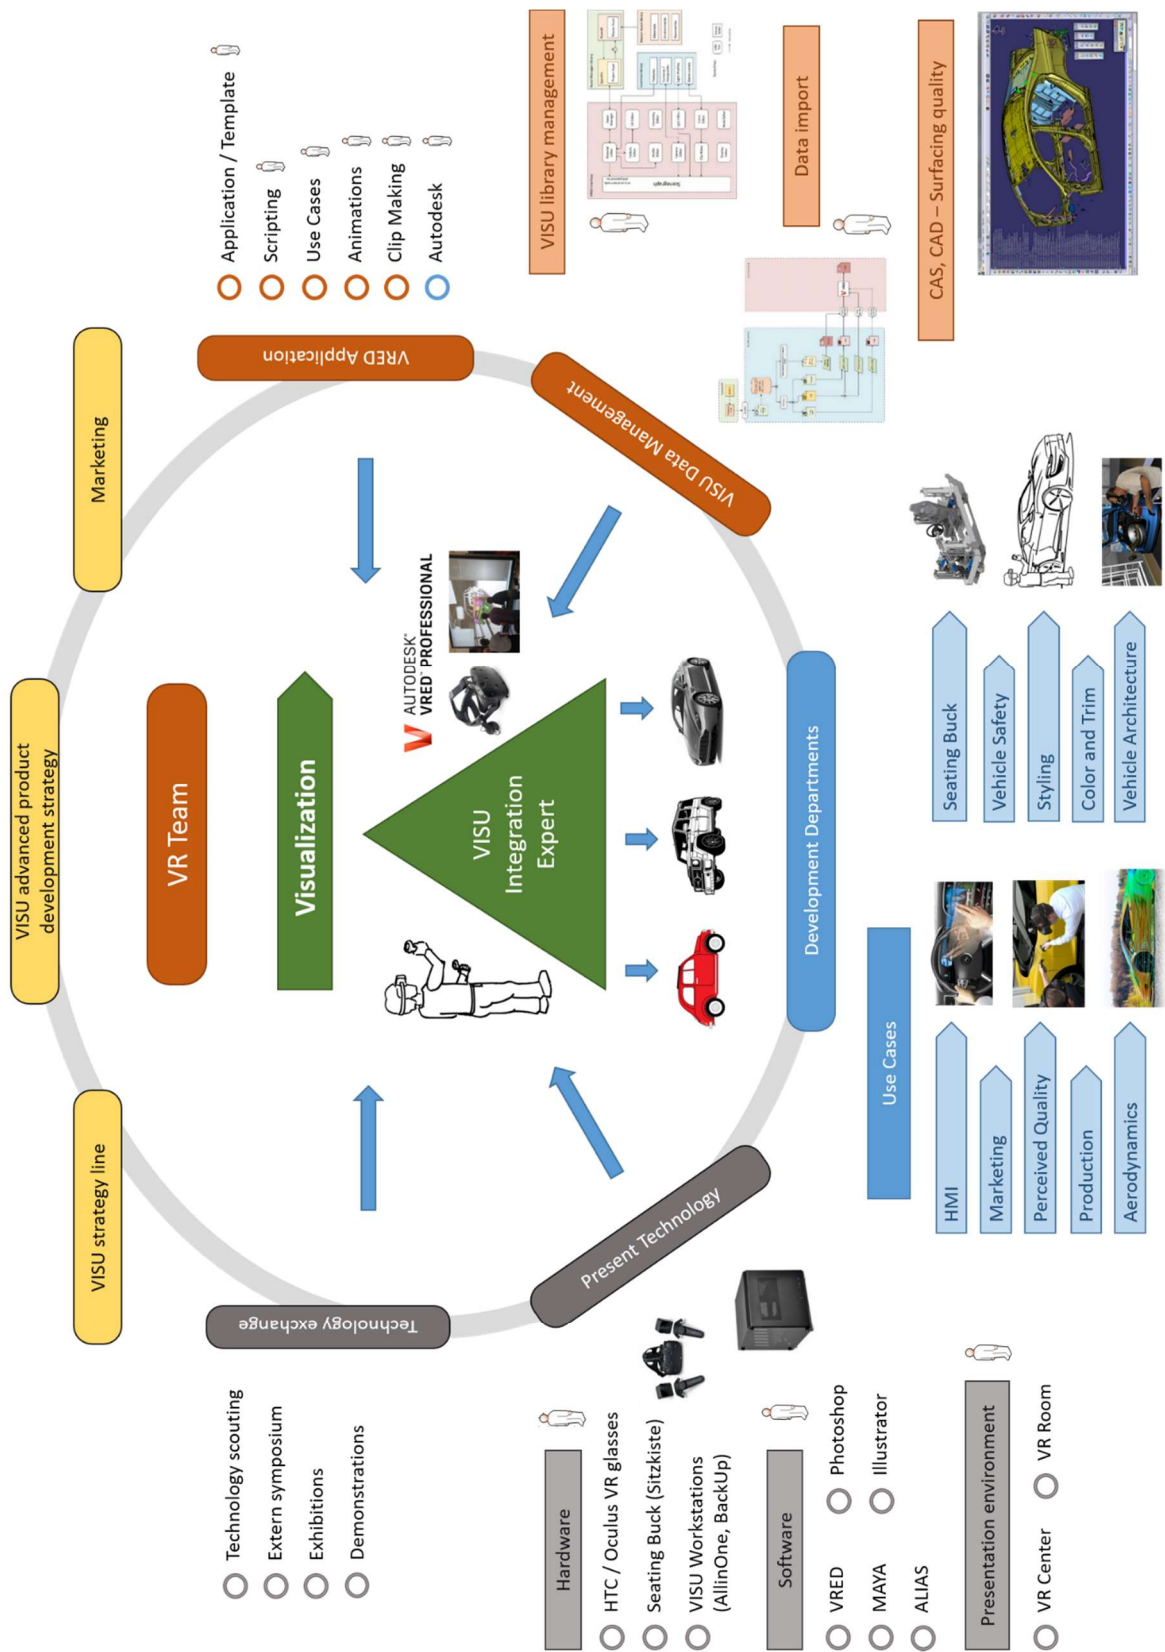 VISU strategy line
VISU advanced product
development strategy
Marketing
VR Team
Visualization
VISU
Integration
Expert
AUTODESK®
VRED™ PROFESSIONAL
Technology exchange
Technology scouting
Extern symposium
Exhibitions
Demonstrations
VRED Application
Application / Template
Scripting
Use Cases
Animations
Clip Making
Autodesk
Present Technology
Hardware
HTC / Oculus VR glasses
Seating Buck (Sitzkiste)
VISU Workstations
(AllinOne, BackUp)
Software
VRED
Photoshop
MAYA
Illustrator
ALIAS
Presentation environment
VR Center
VR Room
VISU Data Management
VISU library management
Scenegraph
Data import
CAS, CAD – Surfacing quality
Development Departments
Use Cases
HMI
Marketing
Perceived Quality
Production
Aerodynamics
Seating Buck
Vehicle Safety
Styling
Color and Trim
Vehicle Architecture